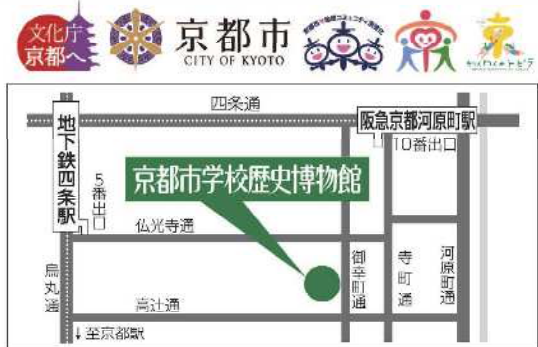 文化庁
京都へ
京都市
CITY OF KYOTO
四条通
阪急京都河原町駅
10番出口
地下鉄四条駅
5番出口
京都市学校歴史博物館
仏光寺通
烏丸通
御幸町通
寺町通
河原町通
高辻通
↓至京都駅